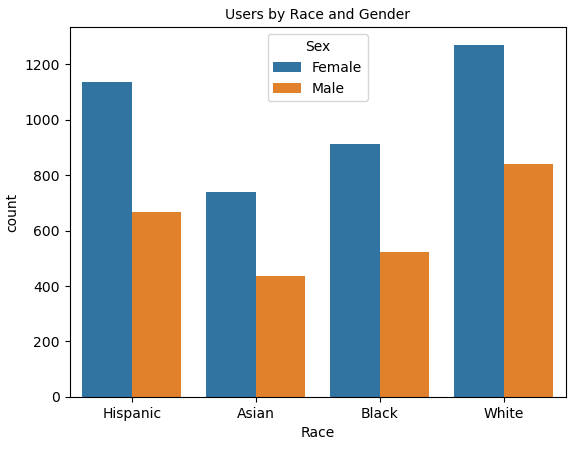 Users by Race and Gender
Sex
Female
Male
count
1200
1000
800
600
400
200
0
Hispanic Asian Black White
Race